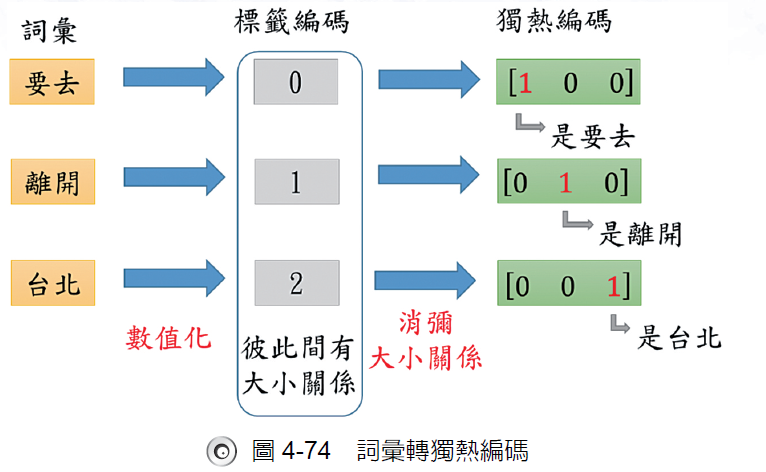 詞彙
標籤編碼
獨熱編碼
要去
0
[1 0 0]
是要去
離開
1
[0 1 0]
是離開
台北
2
[0 0 1]
是台北
數值化
彼此間有
大小關係
消彌
大小關係
圖 4-74 詞彙轉獨熱編碼